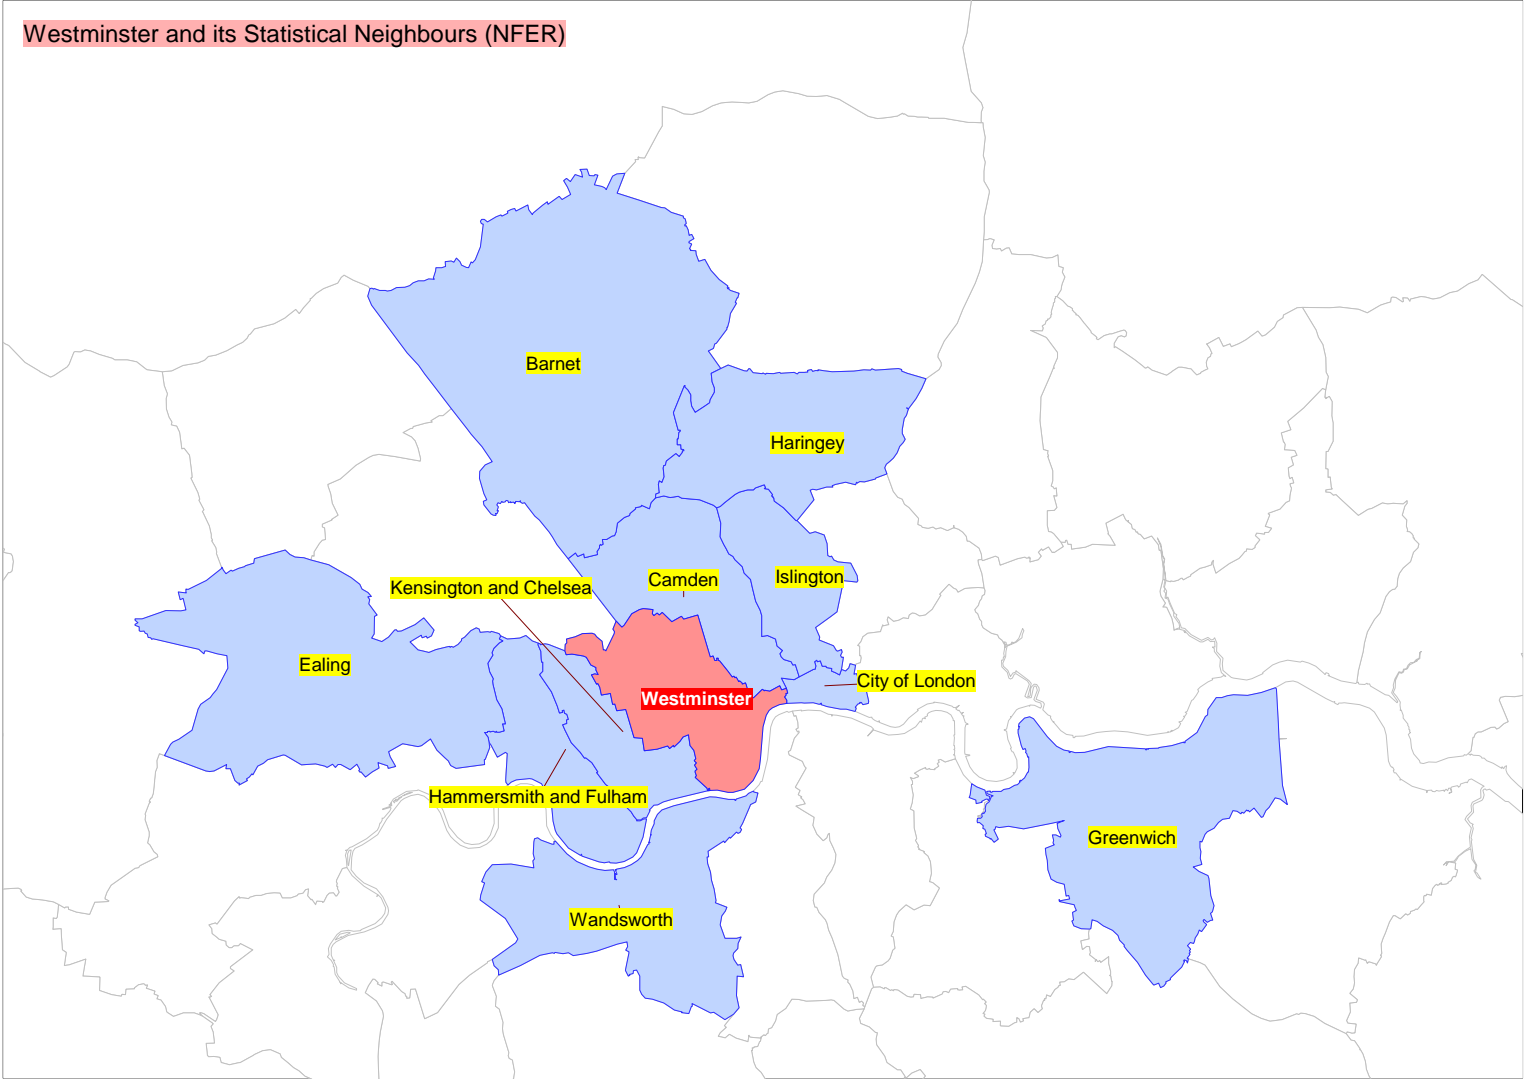 Westminster and its Statistical Neighbours (NFER)
Barnet
Haringey
Kensington and Chelsea
Camden
Islington
Ealing
City of London
Westminster
Hammersmith and Fulham
Greenwich
Wandsworth